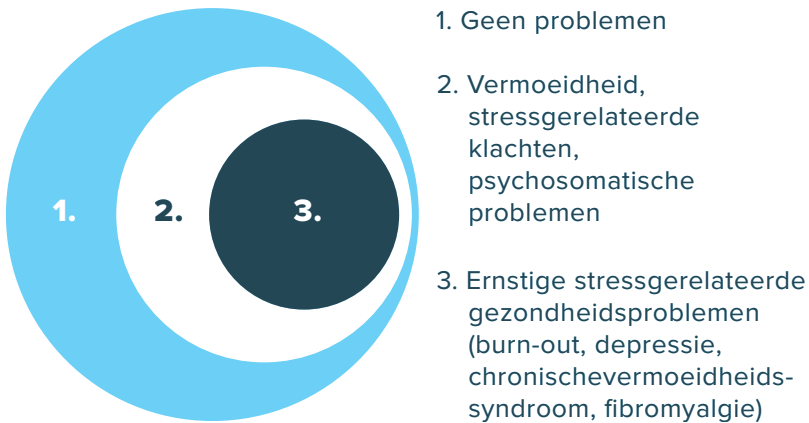 1. Geen problemen
2. Vermoeidheid,
stressgerelateerde
klachten,
psychosomatische
problemen
3. Ernstige stressgerelateerde
gezondheidsproblemen
(burn-out, depressie,
chronischevermoeidheids-
syndroom, fibromyalgie)
1. 2. 3.